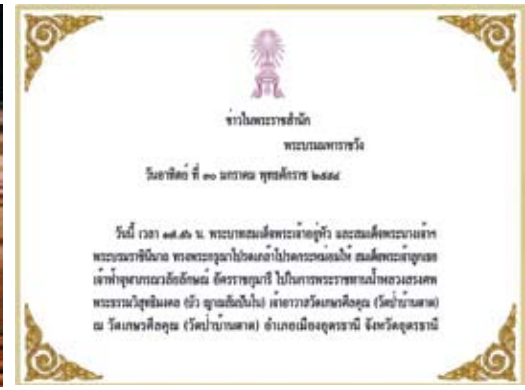 ข่าวในพระราชสำนัก
พระบรมมหาราชวัง
วันอาทิตย์ ที่ ๓๐ มกราคม พุทธศักราช ๒๕๕๔
วันนี้ เวลา ๑๗.๕๖ น. พระบาทสมเด็จพระเจ้าอยู่หัว และสมเด็จพระนางเจ้าฯ
พระบรมราชินีนาถ ทรงพระกรุณาโปรดเกล้าโปรดกระหม่อมให้ สมเด็จพระเจ้าลูกเธอ
เจ้าฟ้าจุฬาภรณวลัยลักษณ์ อัครราชกุมารี ไปในการพระราชทานน้ำหลวงสรงศพ
พระธรรมวิสุทธิมงคล (บัว ญาณสัมปันโน) เจ้าอาวาสวัดเกษรศีลคุณ (วัดป่าบ้านตาด)
ณ วัดเกษรศีลคุณ (วัดป่าบ้านตาด) อำเภอเมืองอุดรธานี จังหวัดอุดรธานี